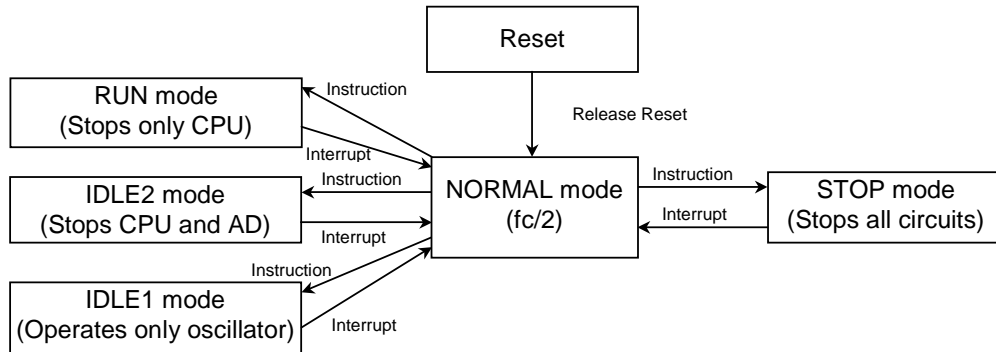 Reset
Release Reset
RUN mode
(Stops only CPU)
Instruction
Interrupt
IDLE2 mode
(Stops CPU and AD)
Instruction
Interrupt
IDLE1 mode
(Operates only oscillator)
Instruction
Interrupt
NORMAL mode
(fc/2)
Instruction
Interrupt
STOP mode
(Stops all circuits)